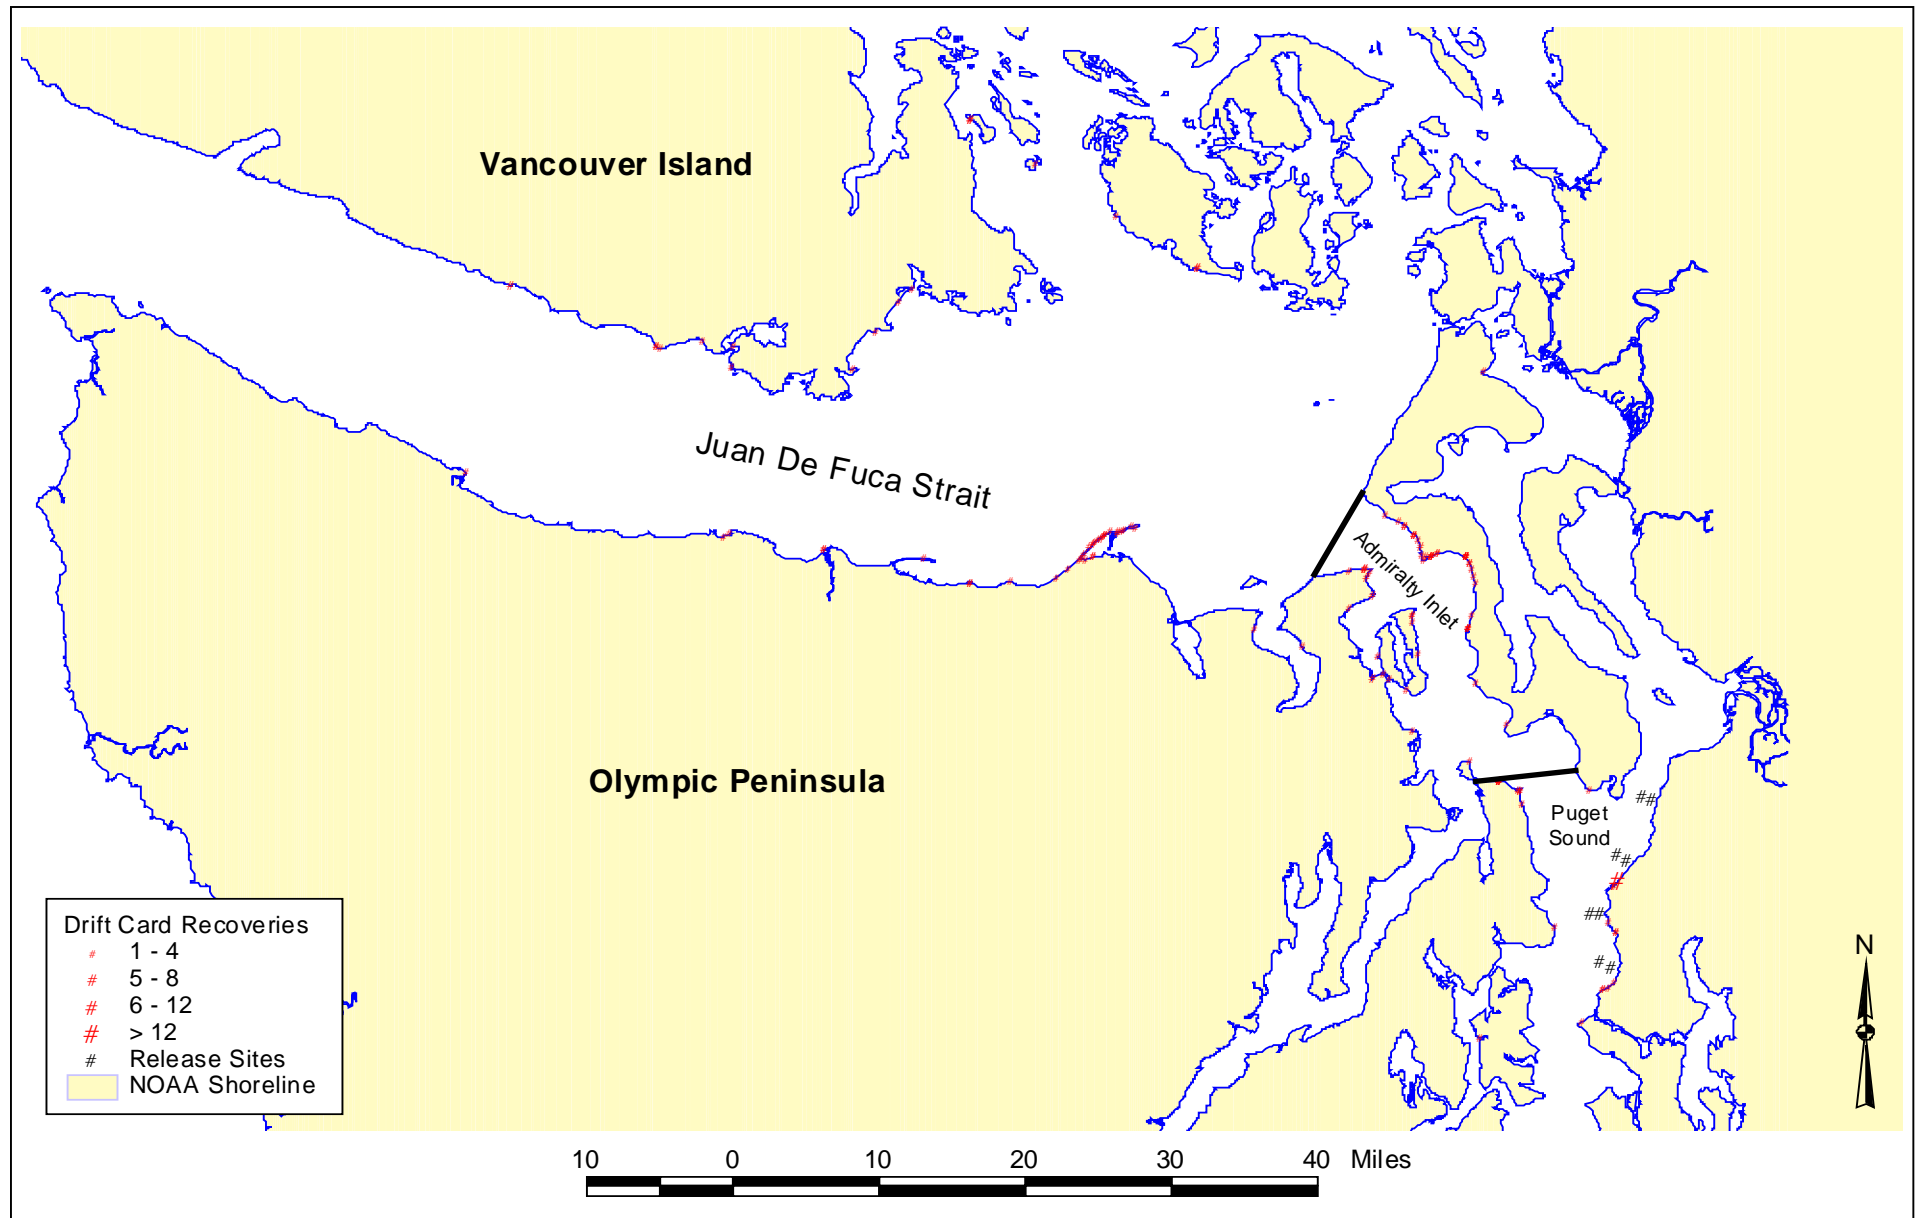 Vancouver Island
Juan De Fuca Strait
Admiralty Inlet
Olympic Peninsula
Puget
Sound
Drift Card Recoveries
# 1 - 4
# 5 - 8
# 6 - 12
# > 12
# Release Sites
NOAA Shoreline
N
10 0 10 20 30 40 Miles